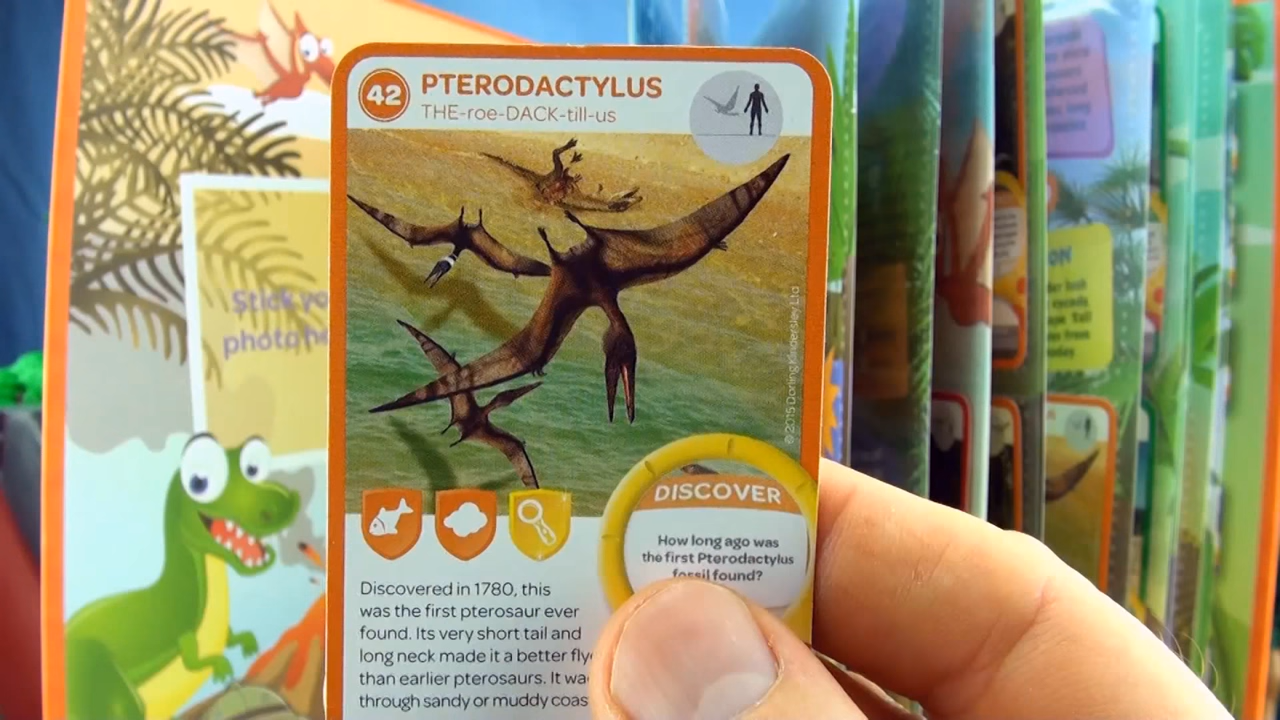 42
PTERODACTYLUS
THE-roe-DACK-till-us
Stick
photo
© 2015 Dorling Kindersley Ltd
DISCOVER
How long ago was
the first Pterodactylus
fossil found?
Discovered in 1780, this
was the first pterosaur ever
found. Its very short tail and
long neck made it a better
than earlier pterosaurs. It
through sandy or muddy